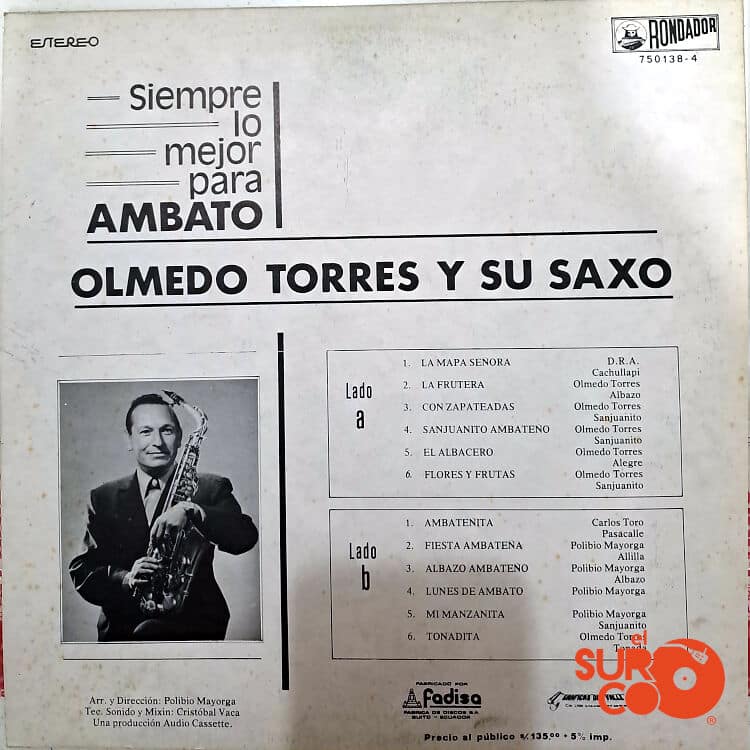 ESTEREO
RONDADOR
750138-4
Siempre
lo
mejor
para
AMBATO
OLMEDO TORRES Y SU SAXO
Lado
a
1. LA MAPA SEÑORA D.R.A.
Cachullapi
2. LA FRUTERA Olmedo Torres
Albazo
3. CON ZAPATEADAS Olmedo Torres
Sanjuanito
4. SANJUANITO AMBATEÑO Olmedo Torres
Sanjuanito
5. EL ALBACERO Olmedo Torres
Alegre
6. FLORES Y FRUTAS Olmedo Torres
Sanjuanito
Lado
b
1. AMBATEÑITA Carlos Toro
Pasacalle
2. FIESTA AMBATEÑA Polibio Mayorga
Allilla
3. ALBAZO AMBATEÑO Polibio Mayorga
Albazo
4. LUNES DE AMBATO Polibio Mayorga
5. MI MANZANITA Polibio Mayorga
Sanjuanito
6. TONADITA Olmedo Torres
Tonada
Arr. y Dirección: Polibio Mayorga
Tec. Sonido y Mixin: Cristóbal Vaca
Una producción Audio Cassette.
FABRICADO POR
fadisa
FABRICA DE DISCOS S.A.
QUITO - ECUADOR
Precio al público s/.135,00 + 5% imp.
el
SURCO